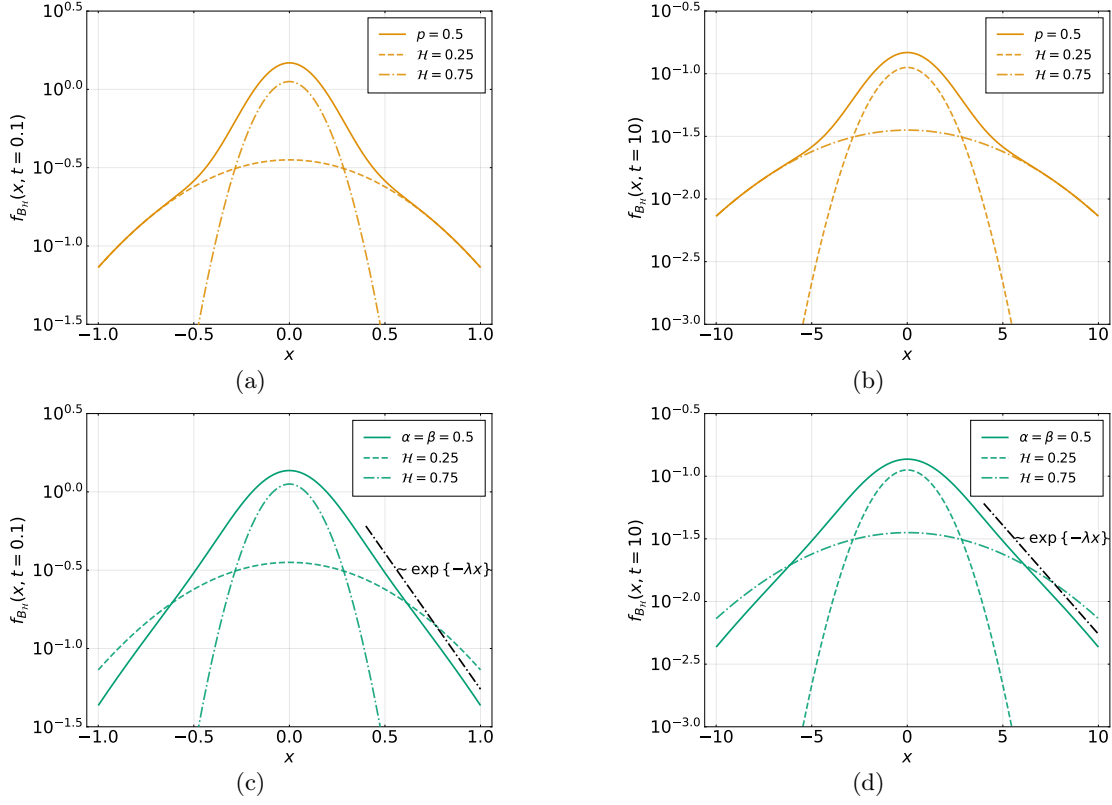 10^{0.5}
10^{0.0}
10^{-0.5}
10^{-1.0}
10^{-1.5}
f_{B_ℋ}(x, t = 0.1)
p = 0.5
ℋ = 0.25
ℋ = 0.75
−1.0 −0.5 0.0 0.5 1.0
x
(a)
10^{-0.5}
10^{-1.0}
10^{-1.5}
10^{-2.0}
10^{-2.5}
10^{-3.0}
f_{B_ℋ}(x, t = 10)
p = 0.5
ℋ = 0.25
ℋ = 0.75
−10 −5 0 5 10
x
(b)
10^{0.5}
10^{0.0}
10^{-0.5}
10^{-1.0}
10^{-1.5}
f_{B_ℋ}(x, t = 0.1)
α = β = 0.5
ℋ = 0.25
ℋ = 0.75
~ exp {−λx}
−1.0 −0.5 0.0 0.5 1.0
x
(c)
10^{-0.5}
10^{-1.0}
10^{-1.5}
10^{-2.0}
10^{-2.5}
10^{-3.0}
f_{B_ℋ}(x, t = 10)
α = β = 0.5
ℋ = 0.25
ℋ = 0.75
~ exp {−λx}
−10 −5 0 5 10
x
(d)